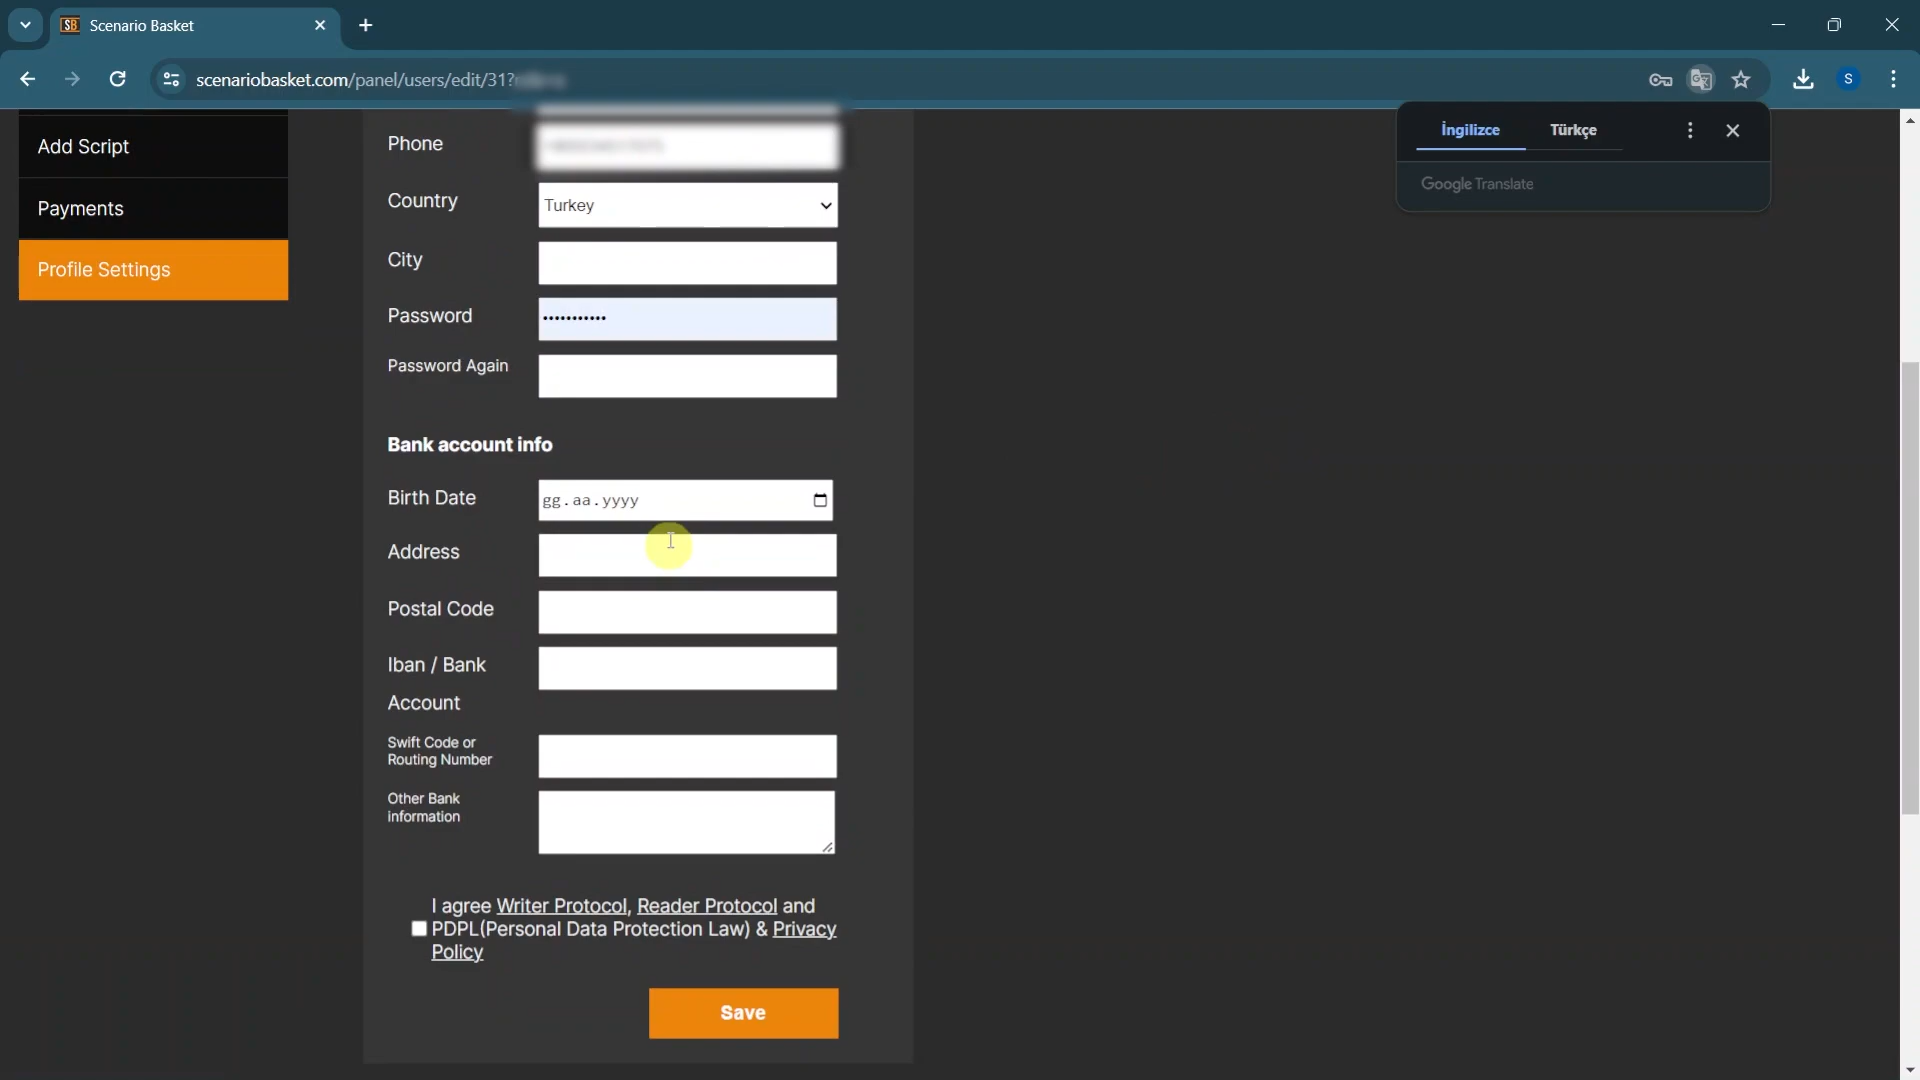 SB Scenario Basket
scenariobasket.com/panel/users/edit/31?
S
İngilizce Türkçe
Google Translate
Add Script
Payments
Profile Settings
Phone
Country Turkey
City
Password •••••••••••
Password Again
Bank account info
Birth Date gg.aa.yyyy
Address
Postal Code
Iban / Bank
Account
Swift Code or
Routing Number
Other Bank
information
I agree Writer Protocol, Reader Protocol and
PDPL(Personal Data Protection Law) & Privacy
Policy
Save